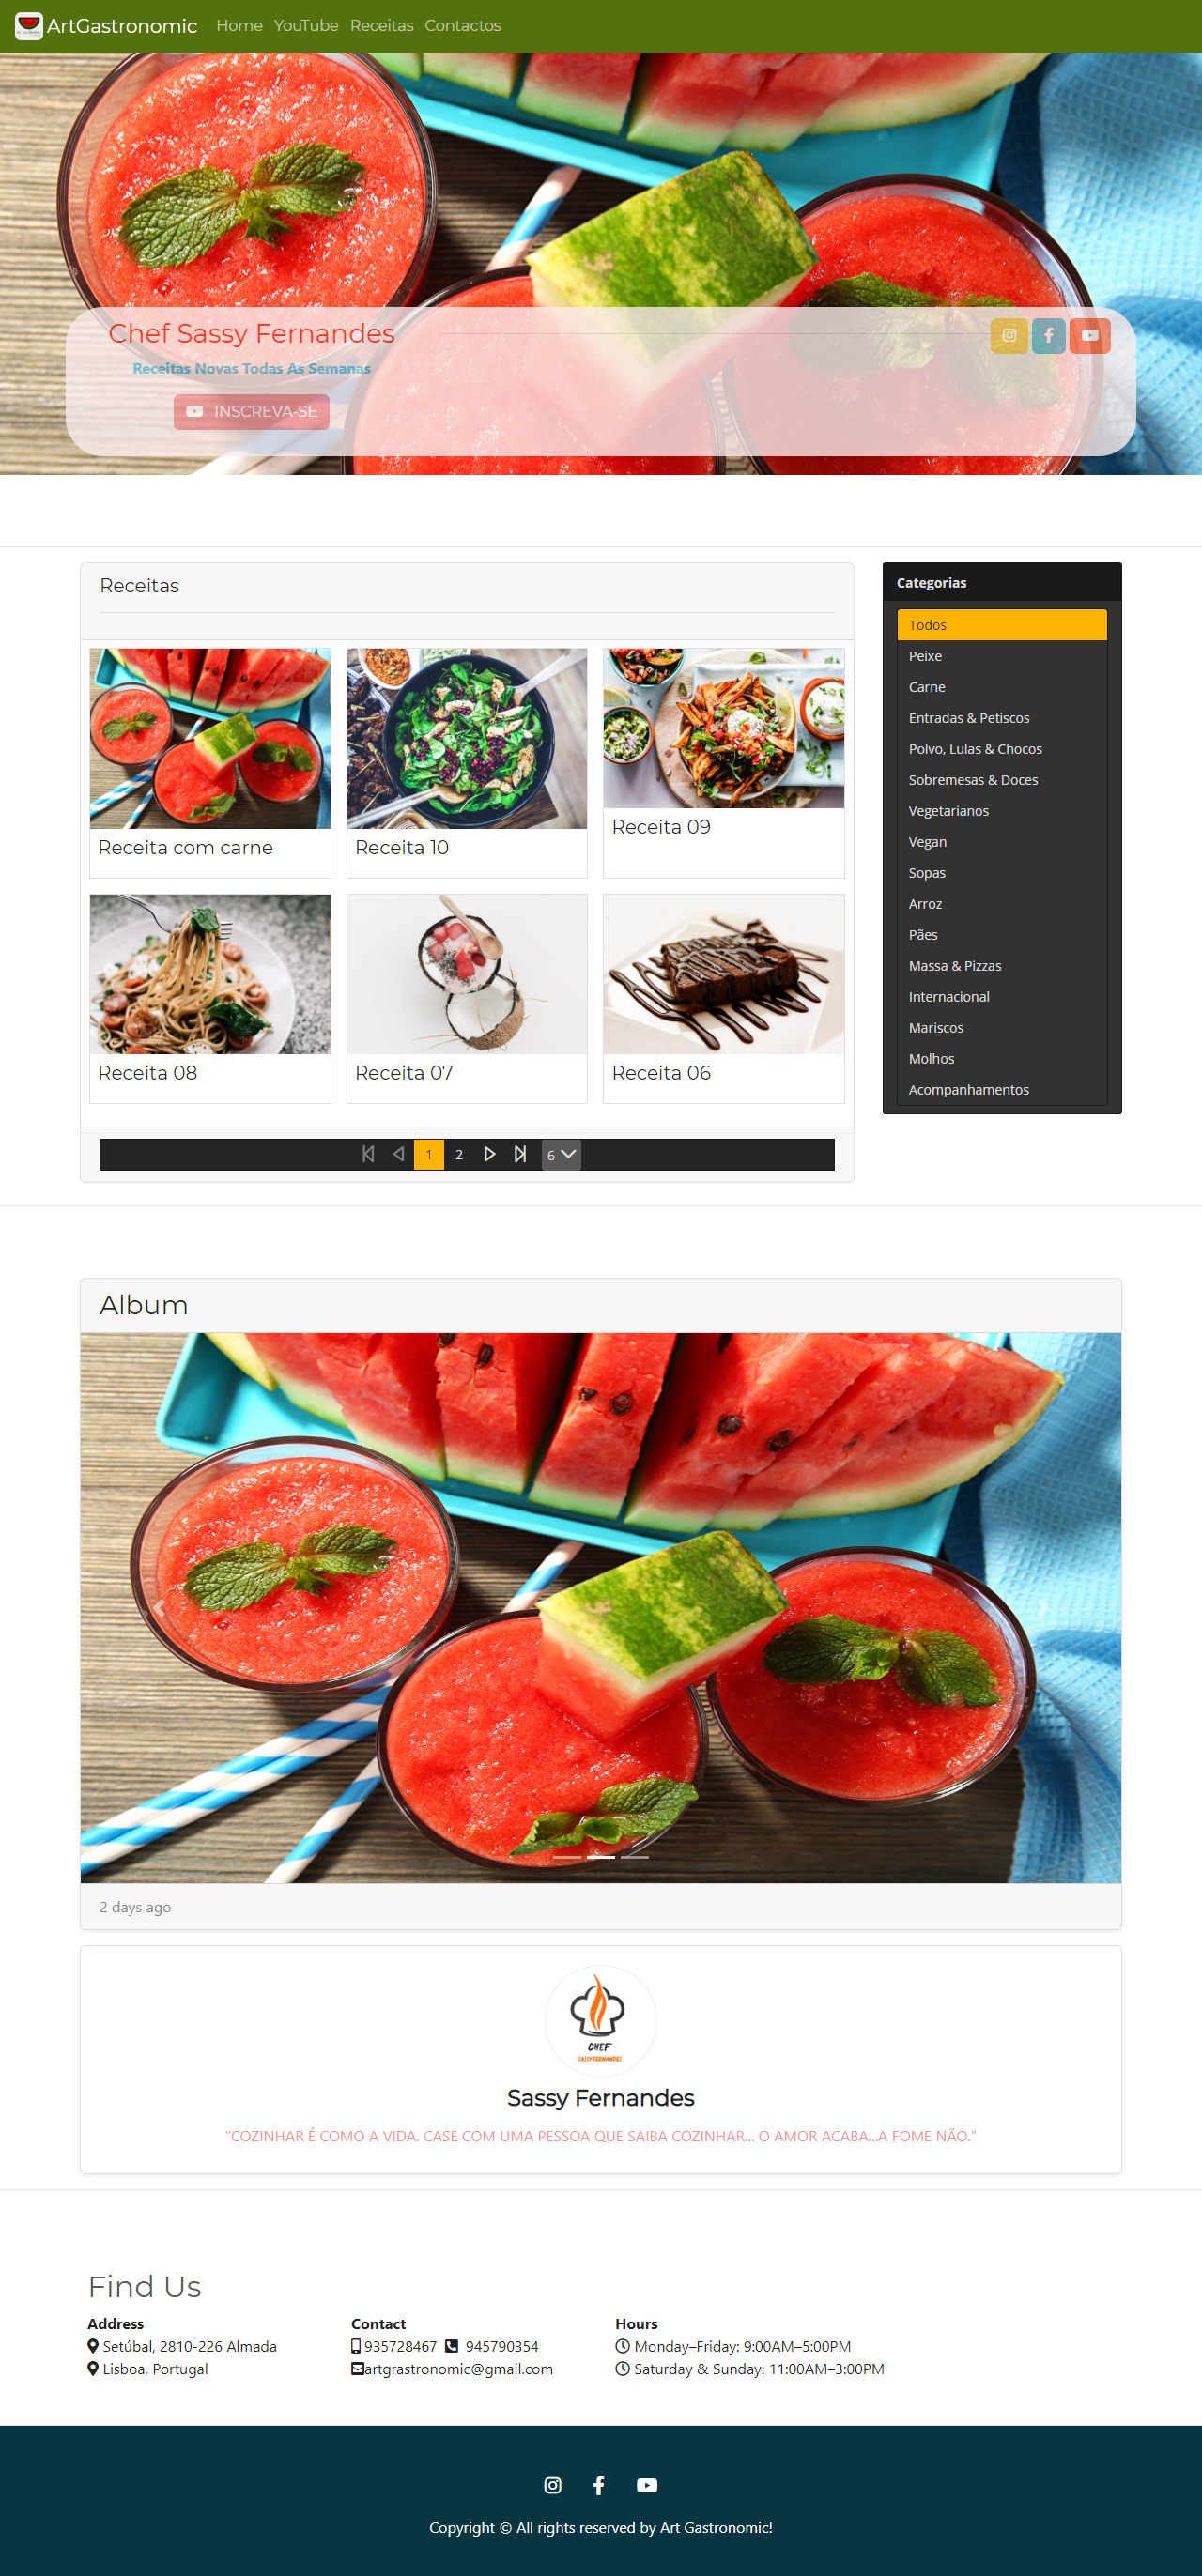 ArtGastronomic Home YouTube Receitas Contactos
Chef Sassy Fernandes
Receitas Novas Todas As Semanas
INSCREVA-SE
Receitas
Receita com carne
Receita 10
Receita 09
Receita 08
Receita 07
Receita 06
1 2 6
Categorias
Todos
Peixe
Carne
Entradas & Petiscos
Polvo, Lulas & Chocos
Sobremesas & Doces
Vegetarianos
Vegan
Sopas
Arroz
Pães
Massa & Pizzas
Internacional
Mariscos
Molhos
Acompanhamentos
Album
2 days ago
CHEF
SASSY FERNANDES
Sassy Fernandes
"COZINHAR É COMO A VIDA. CASE COM UMA PESSOA QUE SAIBA COZINHAR... O AMOR ACABA...A FOME NÃO."
Find Us
Address
Setúbal, 2810-226 Almada
Lisboa, Portugal
Contact
935728467 945790354
artgrastronomic@gmail.com
Hours
Monday–Friday: 9:00AM–5:00PM
Saturday & Sunday: 11:00AM–3:00PM
Copyright © All rights reserved by Art Gastronomic!